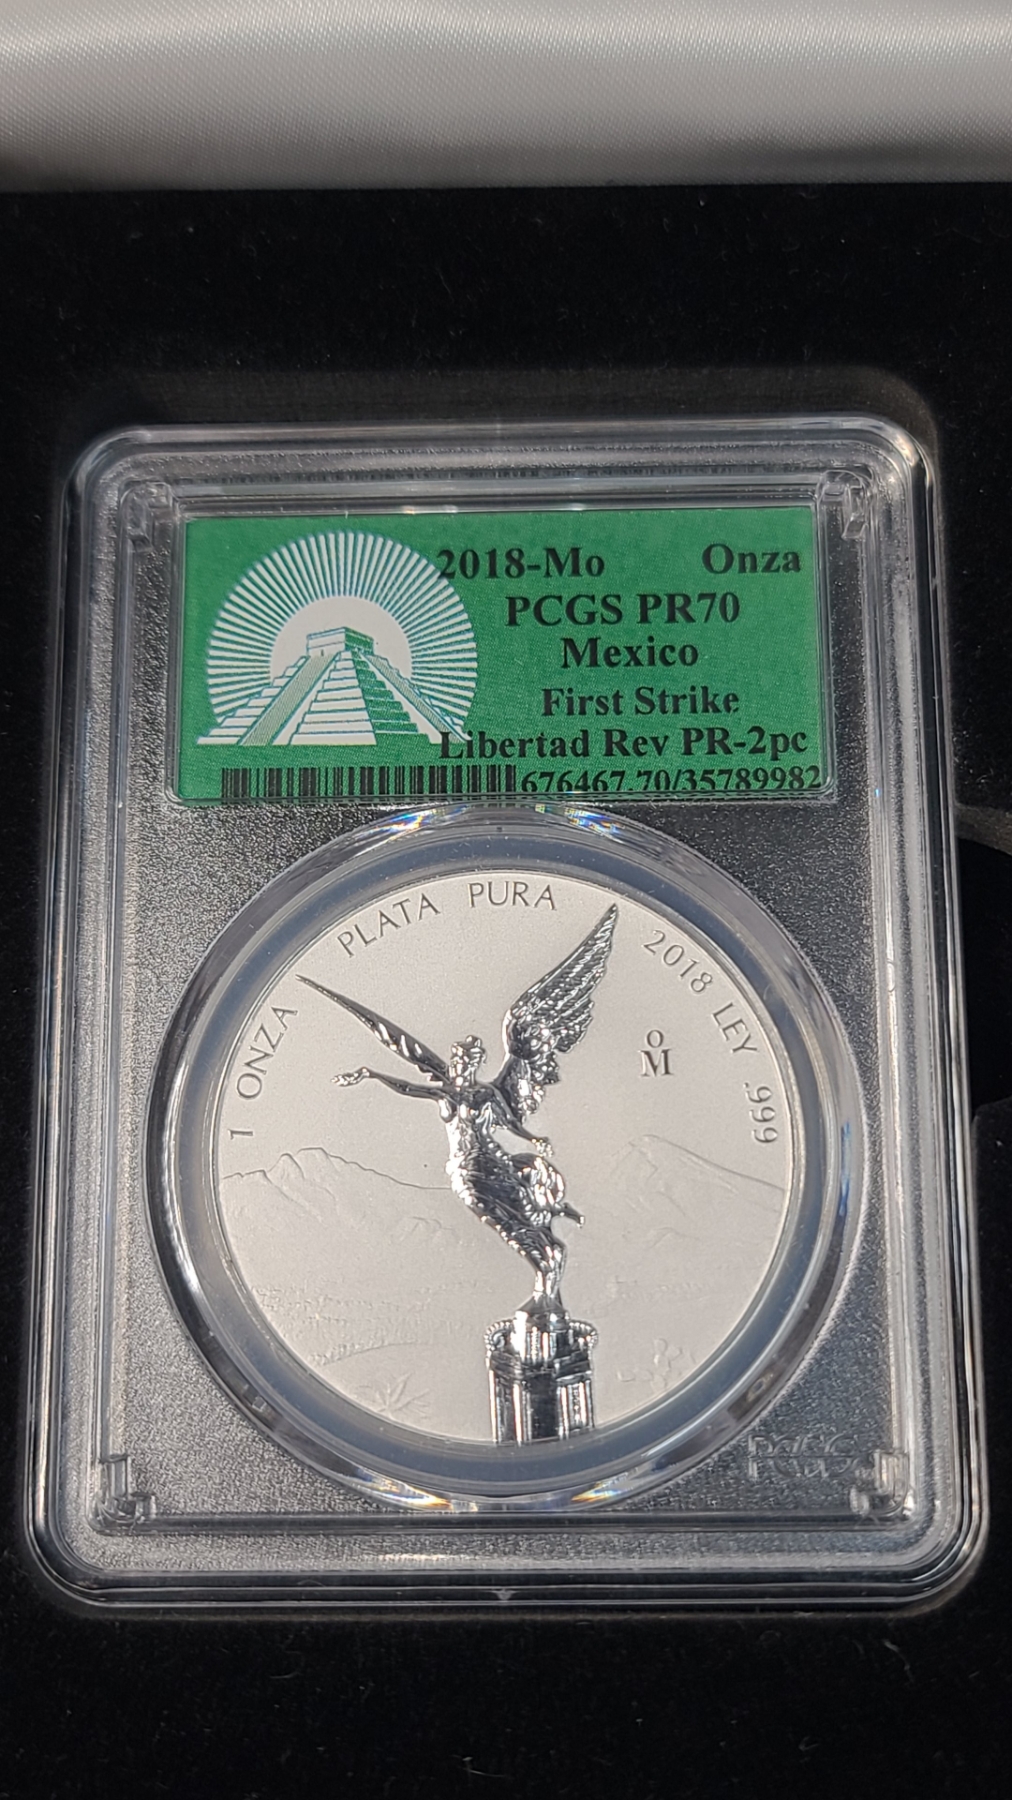 2018-Mo Onza
PCGS PR70
Mexico
First Strike
Libertad Rev PR-2pc
676467.70/35789982
1 ONZA PLATA PURA 2018 LEY .999
o
M
PCGS